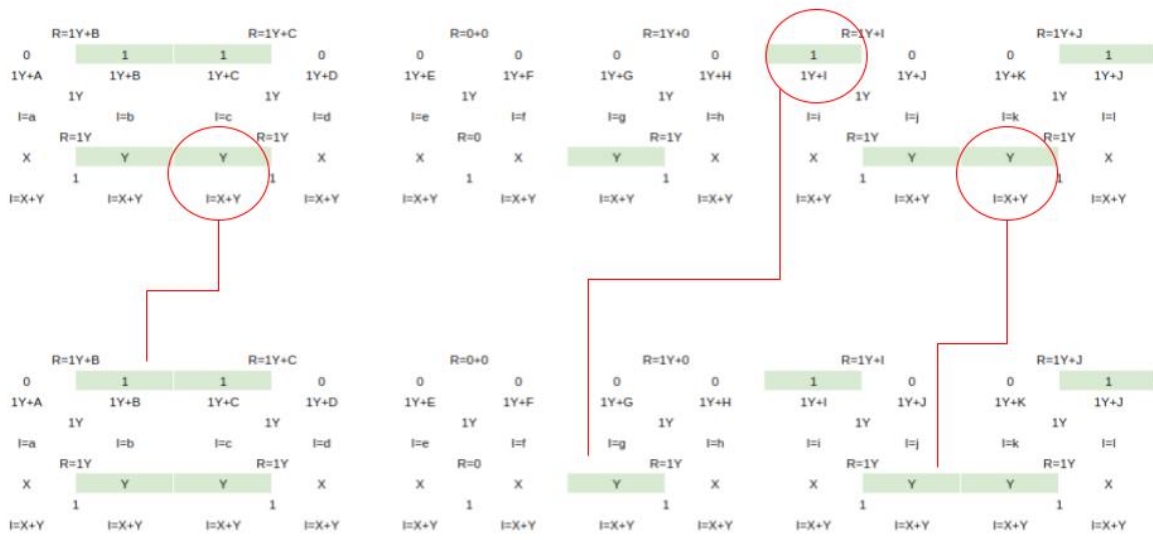 R=1Y+B R=1Y+C R=0+0 R=1Y+0 R=1Y+I R=1Y+J
0 1 1 0 0 0 0 0 1 0 0 1
1Y+A 1Y+B 1Y+C 1Y+D 1Y+E 1Y+F 1Y+G 1Y+H 1Y+I 1Y+J 1Y+K 1Y+J
1Y 1Y 1Y 1Y 1Y 1Y
I=a I=b I=c I=d I=e I=f I=g I=h I=i I=j I=k I=l
R=1Y R=1Y R=0 R=1Y R=1Y R=1Y
X Y Y X X X Y X X Y Y X
1 1 1 1 1 1
I=X+Y I=X+Y I=X+Y I=X+Y I=X+Y I=X+Y I=X+Y I=X+Y I=X+Y I=X+Y I=X+Y I=X+Y
R=1Y+B R=1Y+C R=0+0 R=1Y+0 R=1Y+I R=1Y+J
0 1 1 0 0 0 0 0 1 0 0 1
1Y+A 1Y+B 1Y+C 1Y+D 1Y+E 1Y+F 1Y+G 1Y+H 1Y+I 1Y+J 1Y+K 1Y+J
1Y 1Y 1Y 1Y 1Y 1Y
I=a I=b I=c I=d I=e I=f I=g I=h I=i I=j I=k I=l
R=1Y R=1Y R=0 R=1Y R=1Y R=1Y
X Y Y X X X Y X X Y Y X
1 1 1 1 1 1
I=X+Y I=X+Y I=X+Y I=X+Y I=X+Y I=X+Y I=X+Y I=X+Y I=X+Y I=X+Y I=X+Y I=X+Y